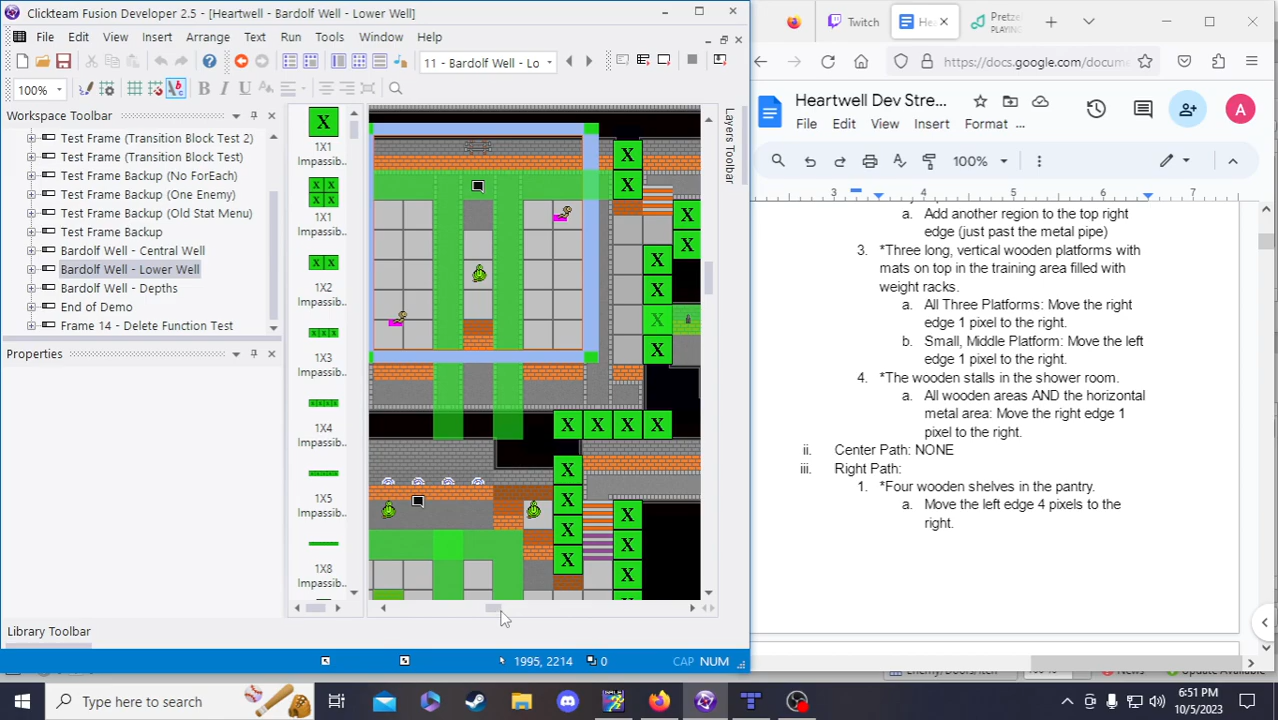 Clickteam Fusion Developer 2.5 - [Heartwell - Bardolf Well - Lower Well]
File Edit View Insert Arrange Text Run Tools Window Help
11 - Bardolf Well - Lo
100%
B I U
Workspace Toolbar
Test Frame (Transition Block Test 2)
Test Frame (Transition Block Test)
Test Frame Backup (No ForEach)
Test Frame Backup (One Enemy)
Test Frame Backup (Old Stat Menu)
Test Frame Backup
Bardolf Well - Central Well
Bardolf Well - Lower Well
Bardolf Well - Depths
End of Demo
Frame 14 - Delete Function Test
Properties
Library Toolbar
1X1
Impassib..
1X1
Impassib..
1X2
Impassib..
1X3
Impassib..
1X4
Impassib..
1X5
Impassib..
1X8
Impassib..
Layers Toolbar
1995, 2214
0
CAP NUM
Twitch
He
Pretze
PLAYING
https://docs.google.com/docume
Heartwell Dev Stre...
File Edit View Insert Format ...
A
100%
3 4 5 6 7
a. Add another region to the top right
edge (just past the metal pipe)
3. *Three long, vertical wooden platforms with
mats on top in the training area filled with
weight racks.
a. All Three Platforms: Move the right
edge 1 pixel to the right.
b. Small, Middle Platform: Move the left
edge 1 pixel to the right.
4. *The wooden stalls in the shower room.
a. All wooden areas AND the horizontal
metal area: Move the right edge 1
pixel to the right.
ii. Center Path: NONE
iii. Right Path:
1. *Four wooden shelves in the pantry.
a. Move the left edge 4 pixels to the
right.
Type here to search
6:51 PM
10/5/2023